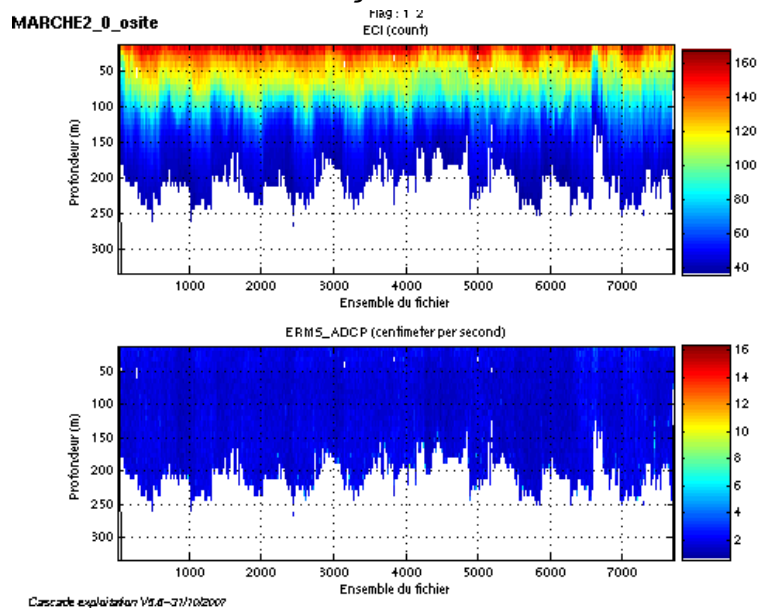 MARCHE2_0_osite
Flag : 1 2
ECI (count)
50
100
150
200
250
300
Profondeur (m)
1000 2000 3000 4000 5000 6000 7000
Ensemble du fichier
160
140
120
100
80
60
40
ERMS_ADCP (centimeter per second)
50
100
150
200
250
300
Profondeur (m)
1000 2000 3000 4000 5000 6000 7000
Ensemble du fichier
16
14
12
10
8
6
4
2
Cascade exploitation V5.6-31/10/2007